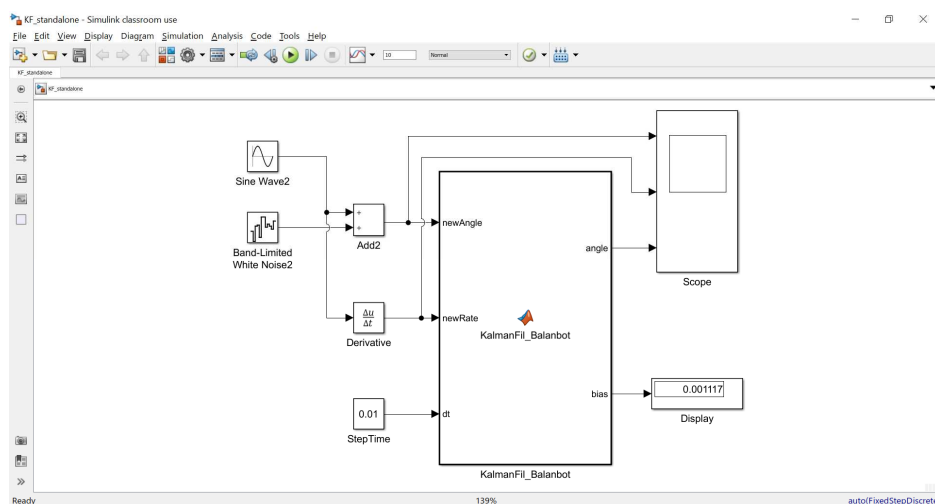 KF_standalone - Simulink classroom use
File Edit View Display Diagram Simulation Analysis Code Tools Help
10 Normal
KF_standalone
KF_standalone
Sine Wave2
Band-Limited
White Noise2
+
+
Add2
Δu
Δt
Derivative
0.01
StepTime
newAngle
newRate
dt
angle
bias
KalmanFil_Balanbot
KalmanFil_Balanbot
Scope
0.001117
Display
Ready 139% auto(FixedStepDiscrete